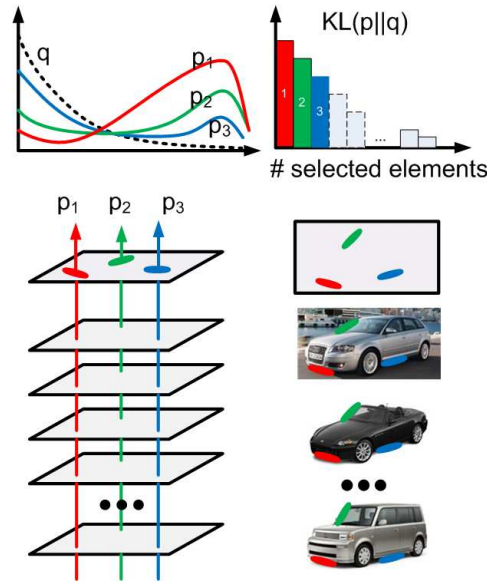 q
p1
p2
p3
KL(p||q)
1
2
3
...
# selected elements
p1 p2 p3